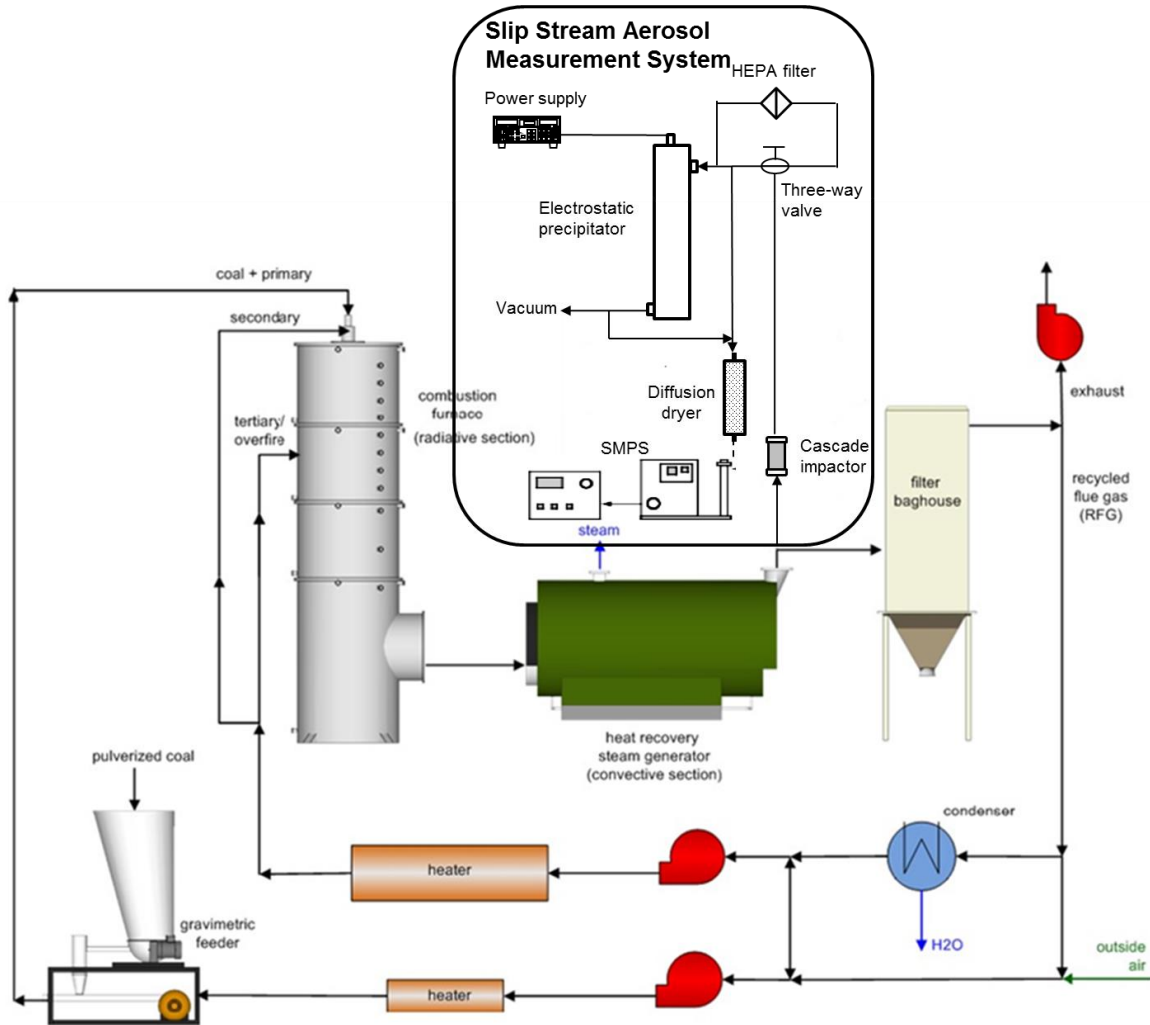 Slip Stream Aerosol
Measurement System
HEPA filter
Power supply
Three-way
valve
Electrostatic
precipitator
coal + primary
secondary
Vacuum
tertiary/
overfire
combustion
furnace
(radiative section)
Diffusion
dryer
exhaust
SMPS
Cascade
impactor
filter
baghouse
recycled
flue gas
(RFG)
steam
heat recovery
steam generator
(convective section)
pulverized coal
condenser
heater
gravimetric
feeder
H2O
outside
air
heater